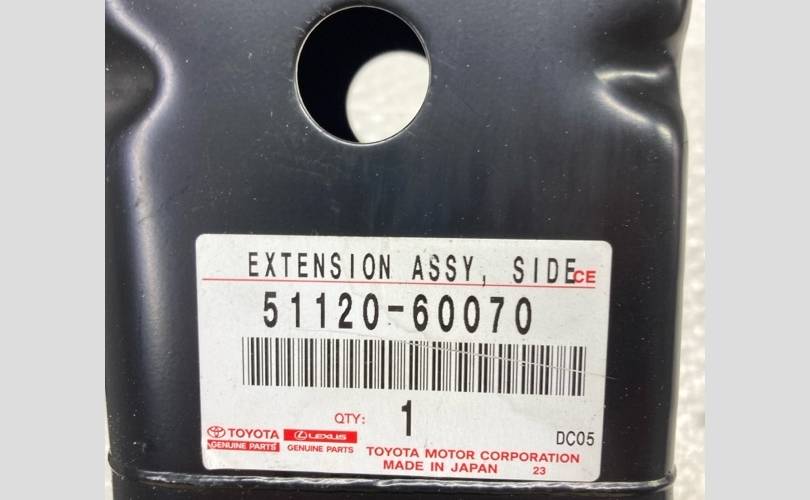 EXTENSION ASSY, SIDE
CE
51120-60070
QTY: 1
DC05
TOYOTA LEXUS
GENUINE PARTS GENUINE PARTS
TOYOTA MOTOR CORPORATION
MADE IN JAPAN 23